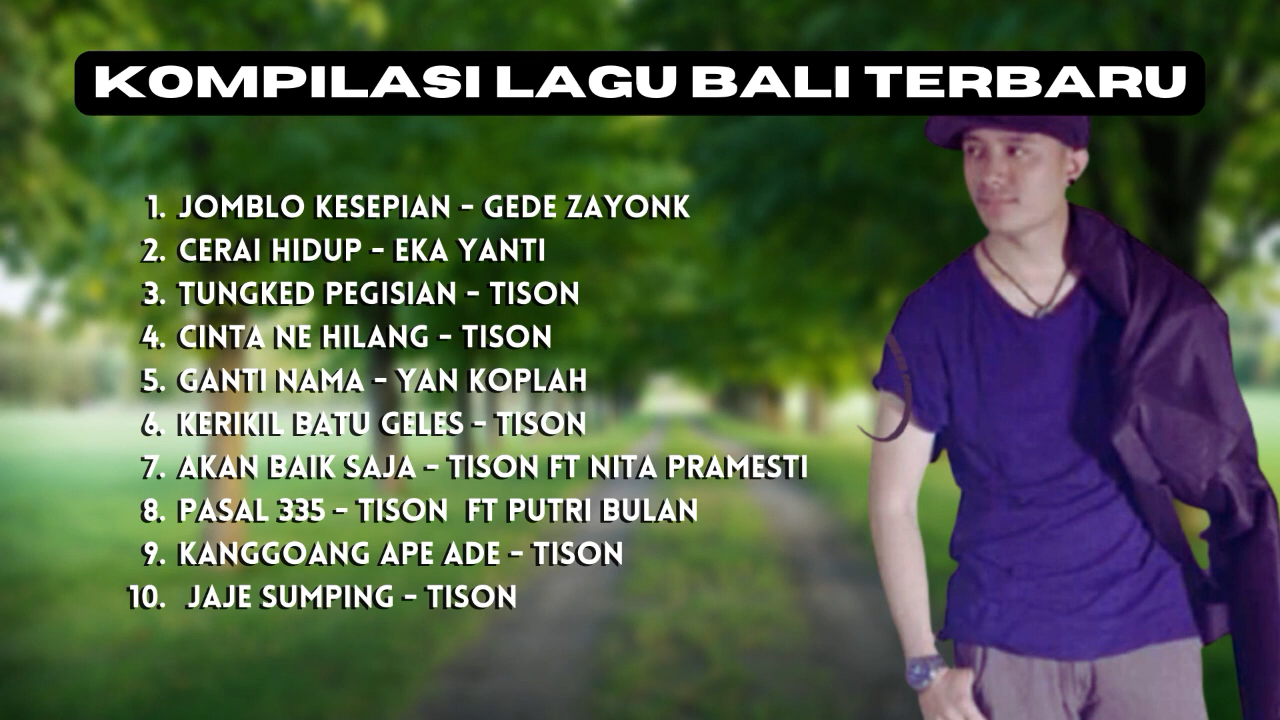 KOMPILASI LAGU BALI TERBARU
1. JOMBLO KESEPIAN - GEDE ZAYONK
2. CERAI HIDUP - EKA YANTI
3. TUNGKED PEGISIAN - TISON
4. CINTA NE HILANG - TISON
5. GANTI NAMA - YAN KOPLAH
6. KERIKIL BATU GELES - TISON
7. AKAN BAIK SAJA - TISON FT NITA PRAMESTI
8. PASAL 335 - TISON FT PUTRI BULAN
9. KANGGOANG APE ADE - TISON
10. JAJE SUMPING - TISON